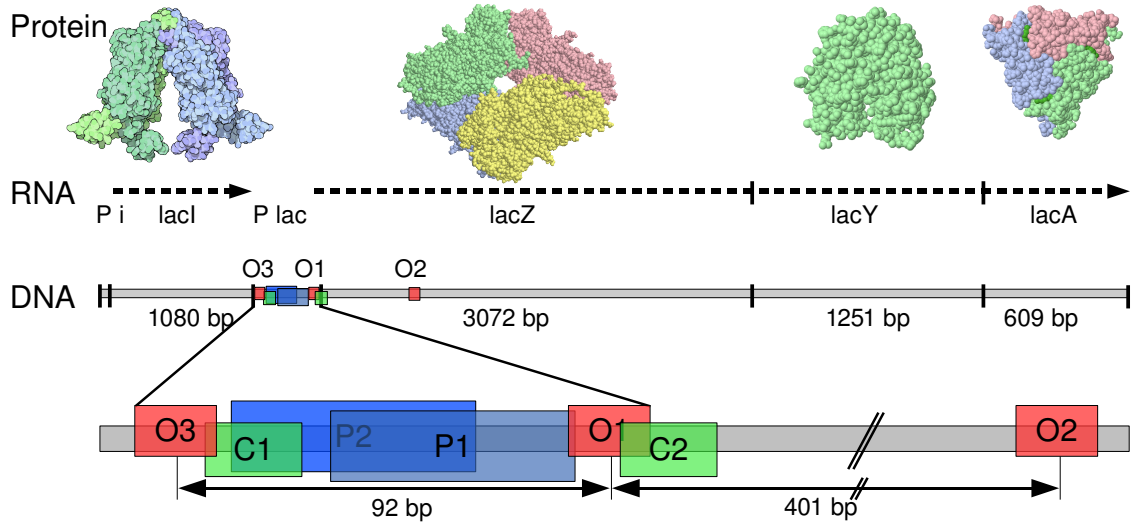 Protein
RNA
P i lacI P lac lacZ lacY lacA
O3 O1 O2
DNA
1080 bp 3072 bp 1251 bp 609 bp
O3 C1 P2 P1 O1 C2 O2
92 bp 401 bp